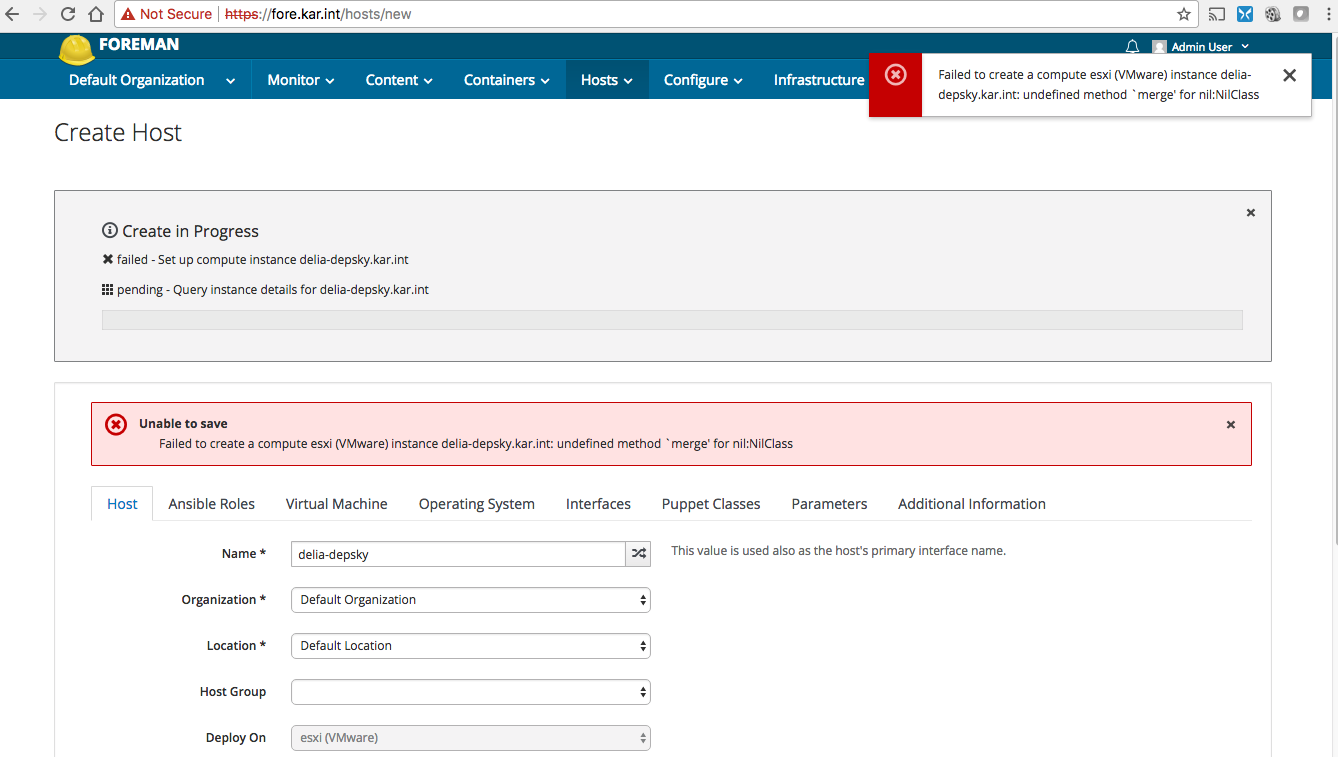 Not Secure | https://fore.kar.int/hosts/new
FOREMAN
Admin User
Default Organization Monitor Content Containers Hosts Configure Infrastructure
Failed to create a compute esxi (VMware) instance delia-
depsky.kar.int: undefined method `merge' for nil:NilClass
Create Host
Create in Progress
failed - Set up compute instance delia-depsky.kar.int
pending - Query instance details for delia-depsky.kar.int
Unable to save
Failed to create a compute esxi (VMware) instance delia-depsky.kar.int: undefined method `merge' for nil:NilClass
Host Ansible Roles Virtual Machine Operating System Interfaces Puppet Classes Parameters Additional Information
Name * delia-depsky This value is used also as the host's primary interface name.
Organization * Default Organization
Location * Default Location
Host Group
Deploy On esxi (VMware)